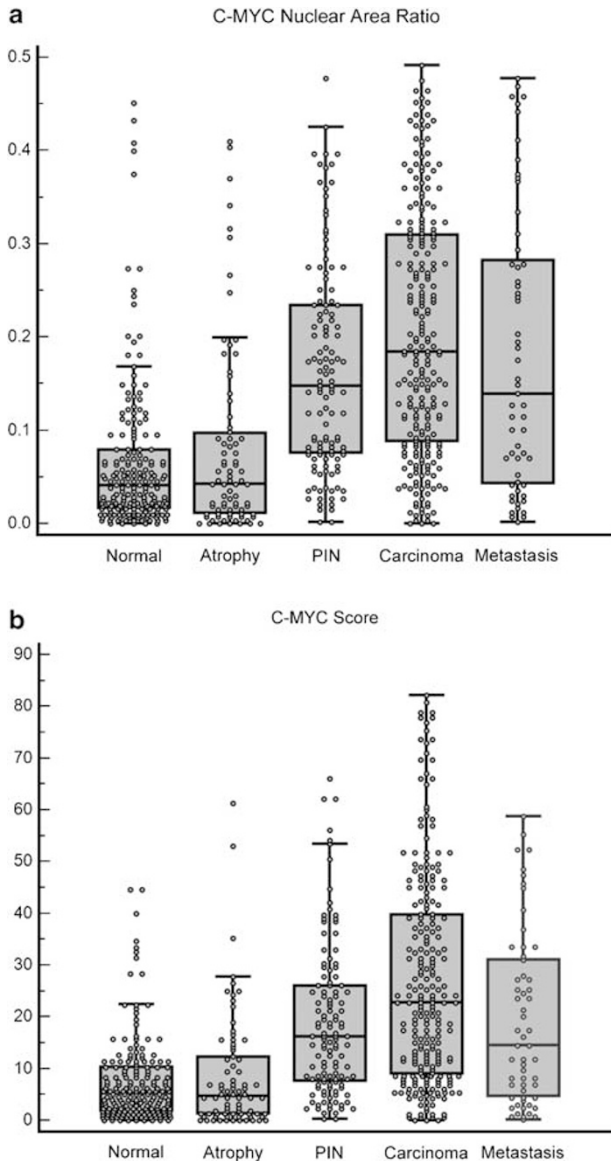 a
C-MYC Nuclear Area Ratio
0.5
0.4
0.3
0.2
0.1
0.0
Normal Atrophy PIN Carcinoma Metastasis
b
C-MYC Score
90
80
70
60
50
40
30
20
10
0
Normal Atrophy PIN Carcinoma Metastasis